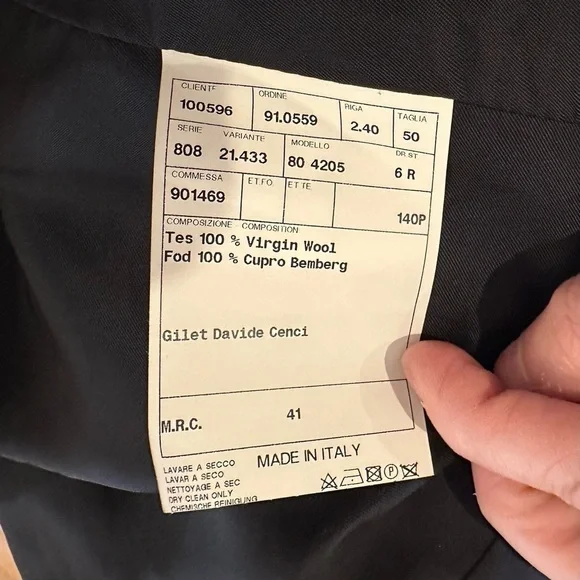 CLIENTE ORDINE RIGA TAGLIA
100596 91.0559 2.40 50
SERIE VARIANTE MODELLO DR.ST
808 21.433 80 4205 6 R
COMMESSA ET.FO ET TE
901469 140P
COMPOSIZIONE COMPOSITION
Tes 100 % Virgin Wool
Fod 100 % Cupro Bemberg
Gilet Davide Cenci
M.R.C. 41
MADE IN ITALY
LAVARE A SECCO
LAVAR A SECO
NETTOYAGE A SEC
DRY CLEAN ONLY
CHEMISCHE REINIGUNG
P